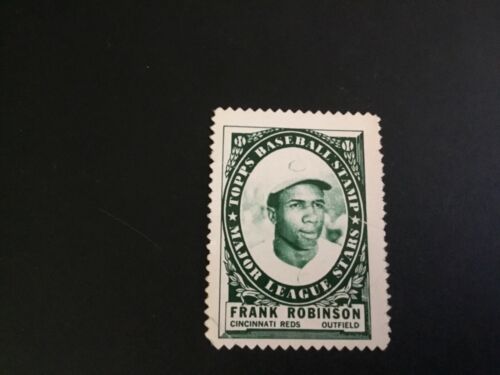 ★ TOPPS BASEBALL STAMP ★
MAJOR LEAGUE STARS
FRANK ROBINSON
CINCINNATI REDS OUTFIELD